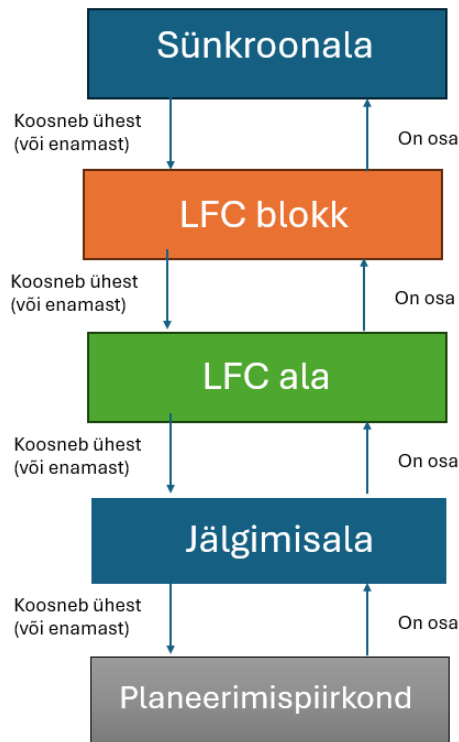 Sünkroonala
Koosneb ühest
(või enamast)
On osa
LFC blokk
Koosneb ühest
(või enamast)
On osa
LFC ala
Koosneb ühest
(või enamast)
On osa
Jälgimisala
Koosneb ühest
(või enamast)
On osa
Planeerimispiirkond